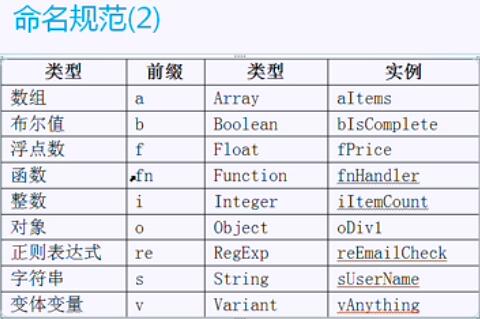 命名规范(2)
类型 前缀 类型 实例
数组 a Array aItems
布尔值 b Boolean bIsComplete
浮点数 f Float fPrice
函数 fn Function fnHandler
整数 i Integer iItemCount
对象 o Object oDiv1
正则表达式 re RegExp reEmailCheck
字符串 s String sUserName
变体变量 v Variant vAnything